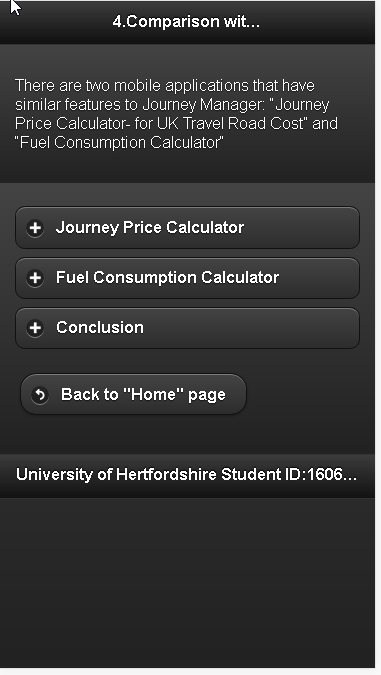 4.Comparison wit...
There are two mobile applications that have
similar features to Journey Manager: "Journey
Price Calculator- for UK Travel Road Cost" and
"Fuel Consumption Calculator"
Journey Price Calculator
Fuel Consumption Calculator
Conclusion
Back to "Home" page
University of Hertfordshire Student ID:1606...